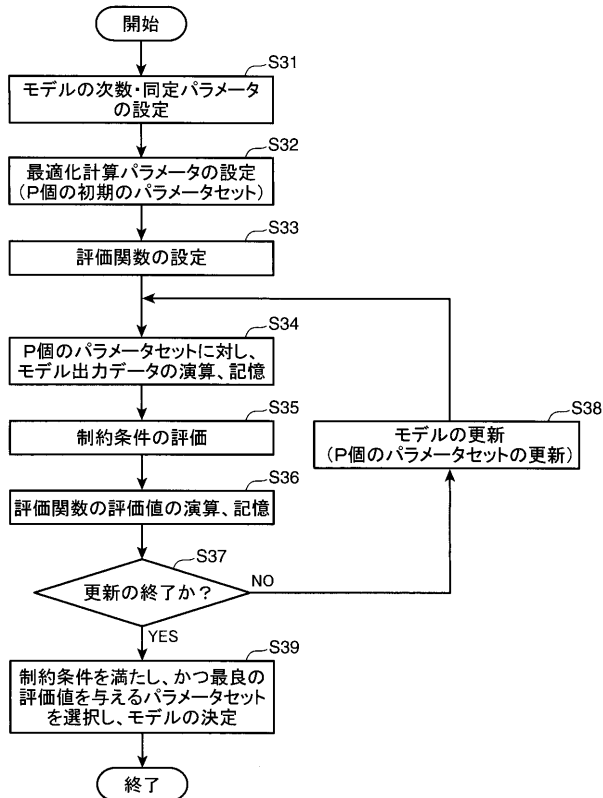 開始
S31
モデルの次数・同定パラメータ
の設定
S32
最適化計算パラメータの設定
(P個の初期のパラメータセット)
S33
評価関数の設定
S34
P個のパラメータセットに対し、
モデル出力データの演算、記憶
S35
制約条件の評価
S38
モデルの更新
(P個のパラメータセットの更新)
S36
評価関数の評価値の演算、記憶
S37
更新の終了か?
NO
YES
S39
制約条件を満たし、かつ最良の
評価値を与えるパラメータセット
を選択し、モデルの決定
終了